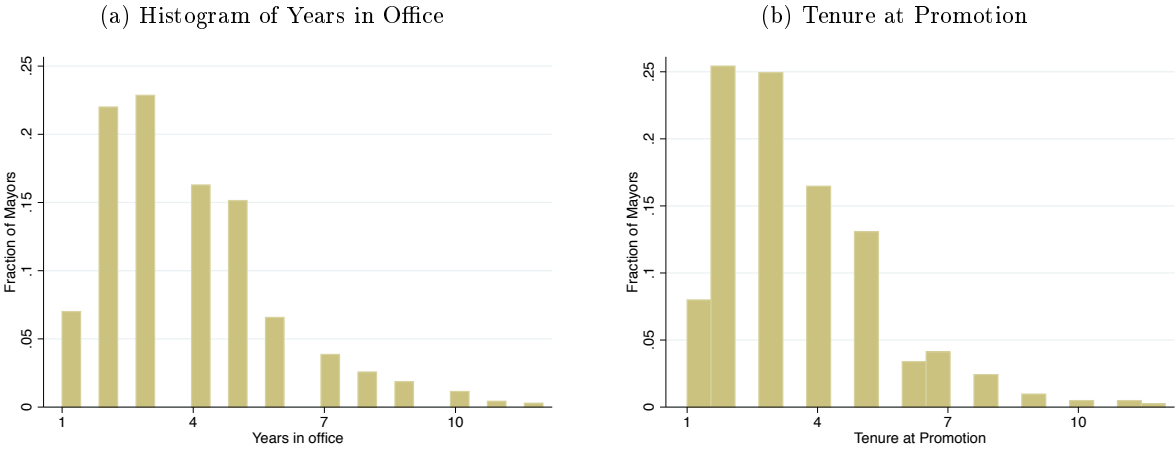 (a) Histogram of Years in Office
.25
.2
.15
.1
.05
0
Fraction of Mayors
1 4 7 10
Years in office
(b) Tenure at Promotion
.25
.2
.15
.1
.05
0
Fraction of Mayors
1 4 7 10
Tenure at Promotion